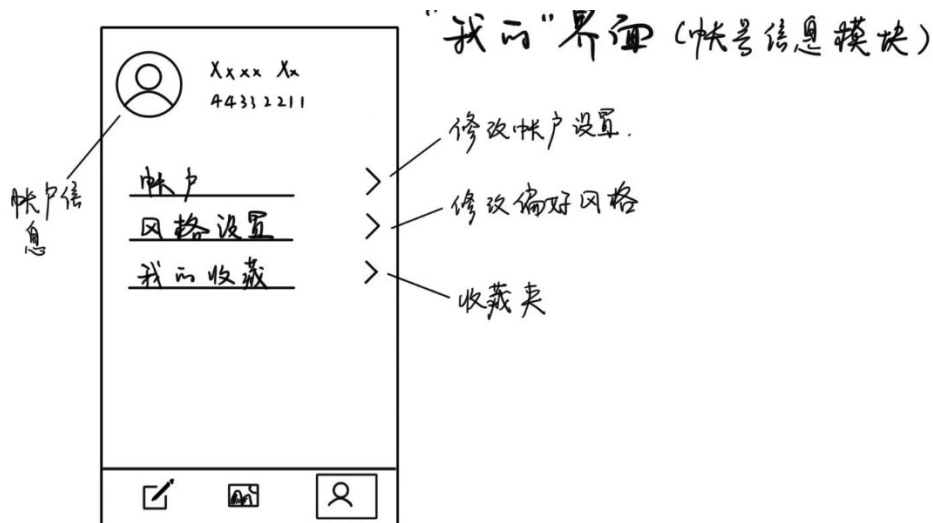 “我的”界面（帐号信息模块）
Xxxx Xx
44332211
修改帐户设置.
帐户
帐户信
息
修改偏好风格
风格设置
我的收藏
收藏夹